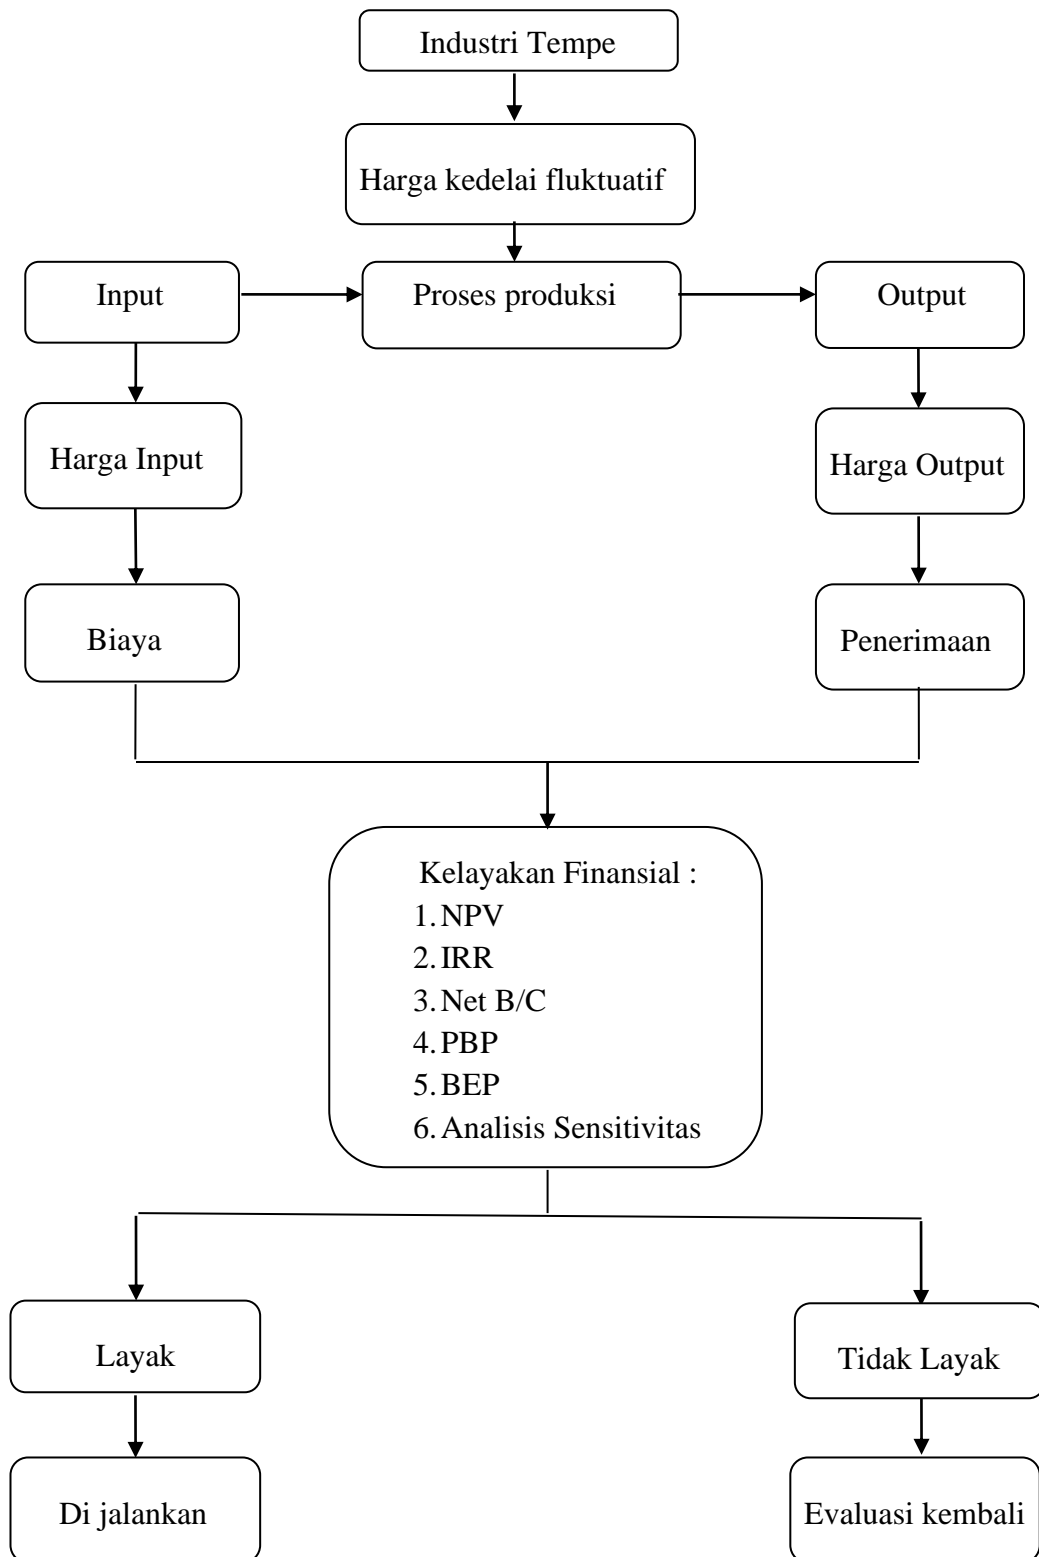 Industri Tempe
Harga kedelai fluktuatif
Input
Proses produksi
Output
Harga Input
Harga Output
Biaya
Penerimaan
Kelayakan Finansial :
1. NPV
2. IRR
3. Net B/C
4. PBP
5. BEP
6. Analisis Sensitivitas
Layak
Tidak Layak
Di jalankan
Evaluasi kembali